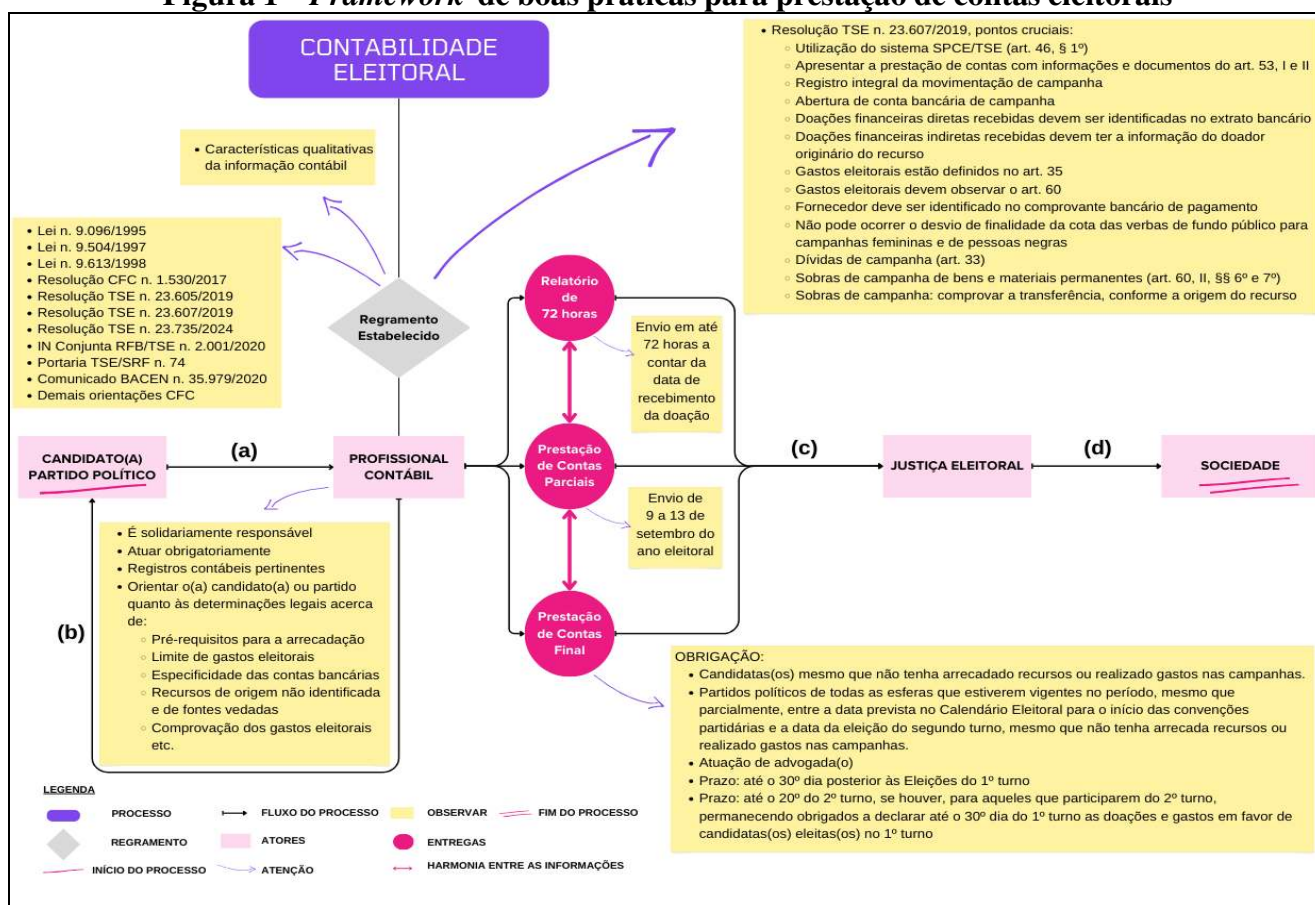 Figura 1 - Framework de boas práticas para prestação de contas eleitorais
CONTABILIDADE
ELEITORAL
• Resolução TSE n. 23.607/2019, pontos cruciais:
○ Utilização do sistema SPCE/TSE (art. 46, § 1º)
○ Apresentar a prestação de contas com informações e documentos do art. 53, I e II
○ Registro integral da movimentação de campanha
○ Abertura de conta bancária de campanha
○ Doações financeiras diretas recebidas devem ser identificadas no extrato bancário
○ Doações financeiras indiretas recebidas devem ter a informação do doador
originário do recurso
○ Gastos eleitorais estão definidos no art. 35
○ Gastos eleitorais devem observar o art. 60
○ Fornecedor deve ser identificado no comprovante bancário de pagamento
○ Não pode ocorrer o desvio de finalidade da cota das verbas de fundo público para
campanhas femininas e de pessoas negras
○ Dívidas de campanha (art. 33)
○ Sobras de campanha de bens e materiais permanentes (art. 60, II, §§ 6º e 7º)
○ Sobras de campanha: comprovar a transferência, conforme a origem do recurso
• Características qualitativas
da informação contábil
• Lei n. 9.096/1995
• Lei n. 9.504/1997
• Lei n. 9.613/1998
• Resolução CFC n. 1.530/2017
• Resolução TSE n. 23.605/2019
• Resolução TSE n. 23.607/2019
• Resolução TSE n. 23.735/2024
• IN Conjunta RFB/TSE n. 2.001/2020
• Portaria TSE/SRF n. 74
• Comunicado BACEN n. 35.979/2020
• Demais orientações CFC
Regramento
Estabelecido
Relatório
de
72 horas
Envio em até
72 horas a
contar da
data de
recebimento
da doação
CANDIDATO(A)
PARTIDO POLÍTICO
(a)
PROFISSIONAL
CONTÁBIL
Prestação
de Contas
Parciais
(c)
JUSTIÇA ELEITORAL
(d)
SOCIEDADE
Envio de
9 a 13 de
setembro do
ano eleitoral
• É solidariamente responsável
• Atuar obrigatoriamente
• Registros contábeis pertinentes
• Orientar o(a) candidato(a) ou partido
quanto às determinações legais acerca
de:
○ Pré-requisitos para a arrecadação
○ Limite de gastos eleitorais
○ Especificidade das contas bancárias
○ Recursos de origem não identificada
e de fontes vedadas
○ Comprovação dos gastos eleitorais
etc.
(b)
Prestação
de Contas
Final
OBRIGAÇÃO:
• Candidatas(os) mesmo que não tenha arrecadado recursos ou realizado gastos nas campanhas.
• Partidos políticos de todas as esferas que estiverem vigentes no período, mesmo que
parcialmente, entre a data prevista no Calendário Eleitoral para o início das convenções
partidárias e a data da eleição do segundo turno, mesmo que não tenha arrecada recursos ou
realizado gastos nas campanhas.
• Atuação de advogada(o)
• Prazo: até o 30º dia posterior às Eleições do 1º turno
• Prazo: até o 20º do 2º turno, se houver, para aqueles que participarem do 2º turno,
permanecendo obrigados a declarar até o 30º dia do 1º turno as doações e gastos em favor de
candidatas(os) eleitas(os) no 1º turno
LEGENDA
PROCESSO
FLUXO DO PROCESSO
OBSERVAR
FIM DO PROCESSO
REGRAMENTO
ATORES
ENTREGAS
INÍCIO DO PROCESSO
ATENÇÃO
HARMONIA ENTRE AS INFORMAÇÕES